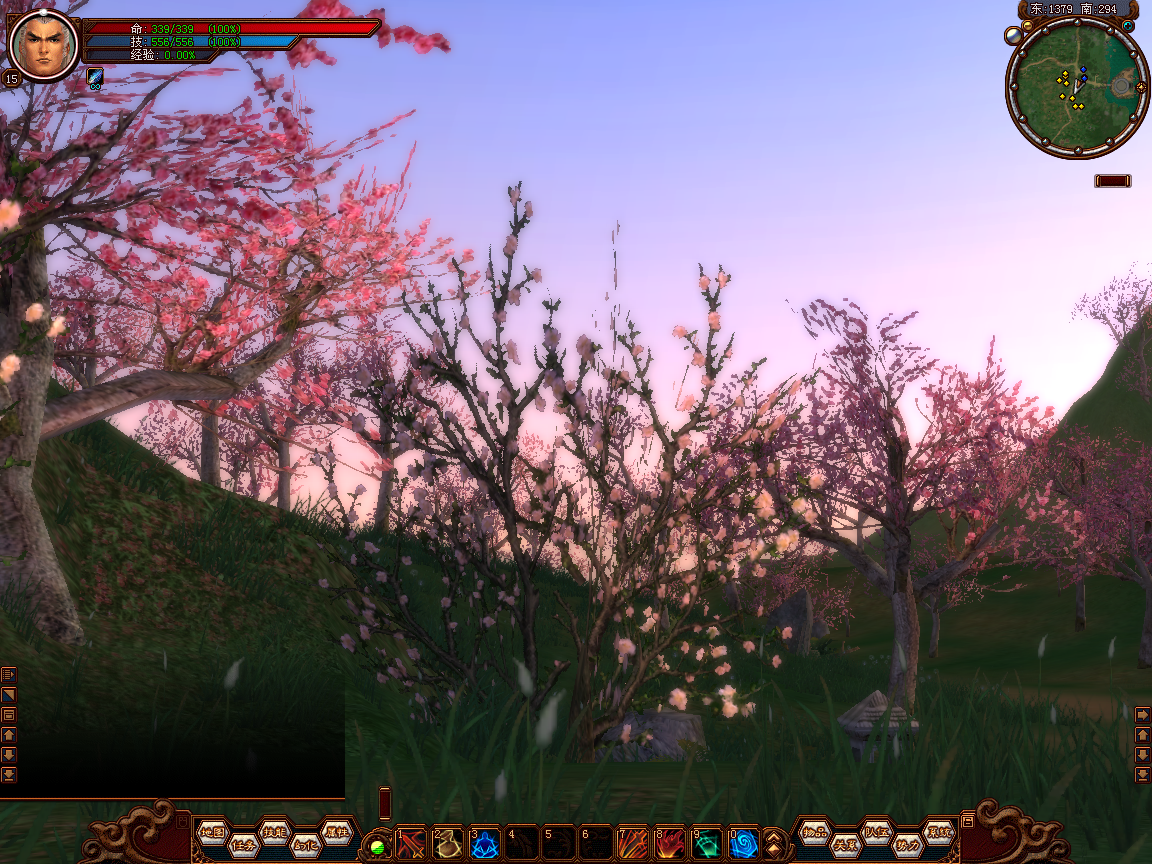 命: 339/339 (100%)
技: 556/556 (100%)
经验: 0.00%
15
东:1379 南:294
地图
任务
技能
幻化
属性
1
2
3
4
5
6
7
8
9
0
物品
关系
队伍
势力
系统